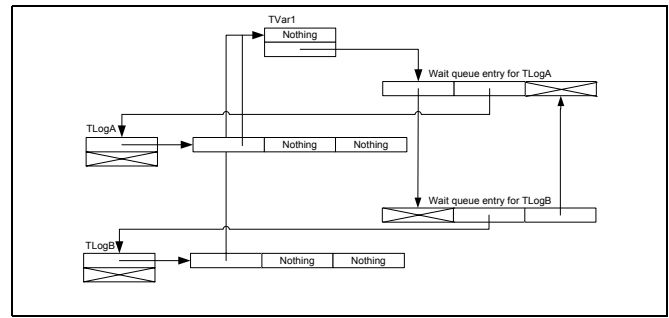 TVar1
Nothing
Wait queue entry for TLogA
TLogA
Nothing Nothing
Wait queue entry for TLogB
TLogB
Nothing Nothing